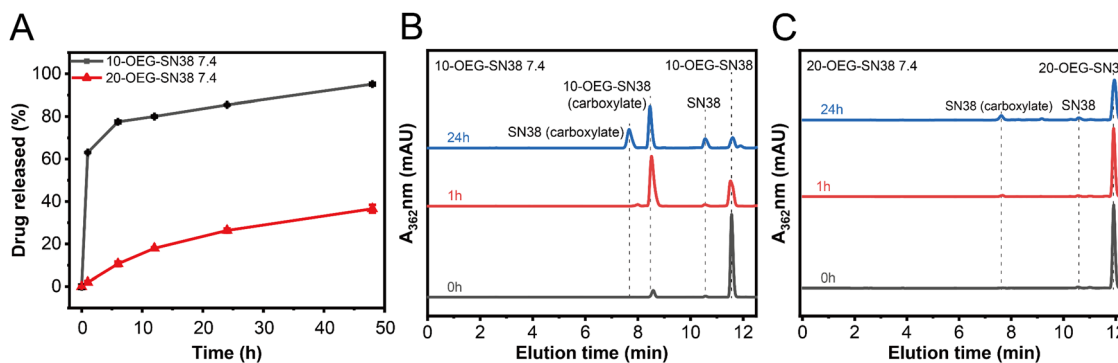 A
Drug released (%)
100
80
60
40
20
0
10-OEG-SN38 7.4
20-OEG-SN38 7.4
0 10 20 30 40 50
Time (h)
B
A362nm (mAU)
10-OEG-SN38 7.4
10-OEG-SN38
10-OEG-SN38
(carboxylate)
SN38
SN38 (carboxylate)
24h
1h
0h
0 2 4 6 8 10 12
Elution time (min)
C
A362nm (mAU)
20-OEG-SN38 7.4
20-OEG-SN3
SN38 (carboxylate)
SN38
24h
1h
0h
0 2 4 6 8 10 12
Elution time (min)